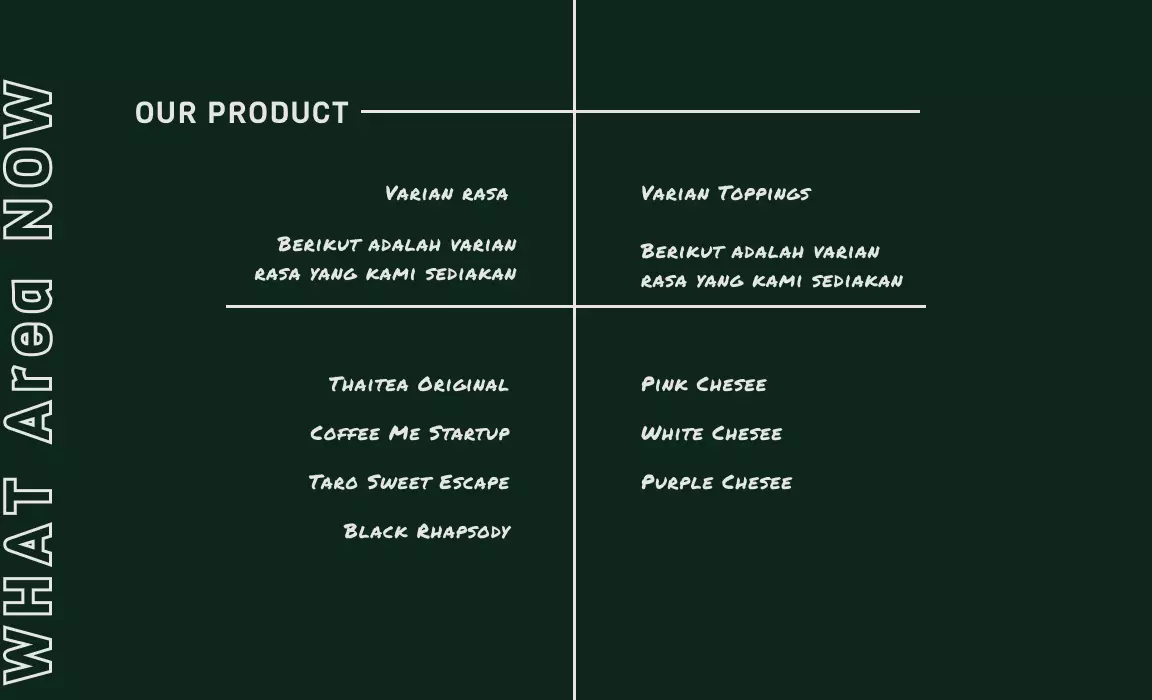 WHAT Area NOW
OUR PRODUCT
Varian rasa
Berikut adalah varian
rasa yang kami sediakan
Thaitea Original
Coffee Me Startup
Taro Sweet Escape
Black Rhapsody
Varian Toppings
Berikut adalah varian
rasa yang kami sediakan
Pink Chesee
White Chesee
Purple Chesee